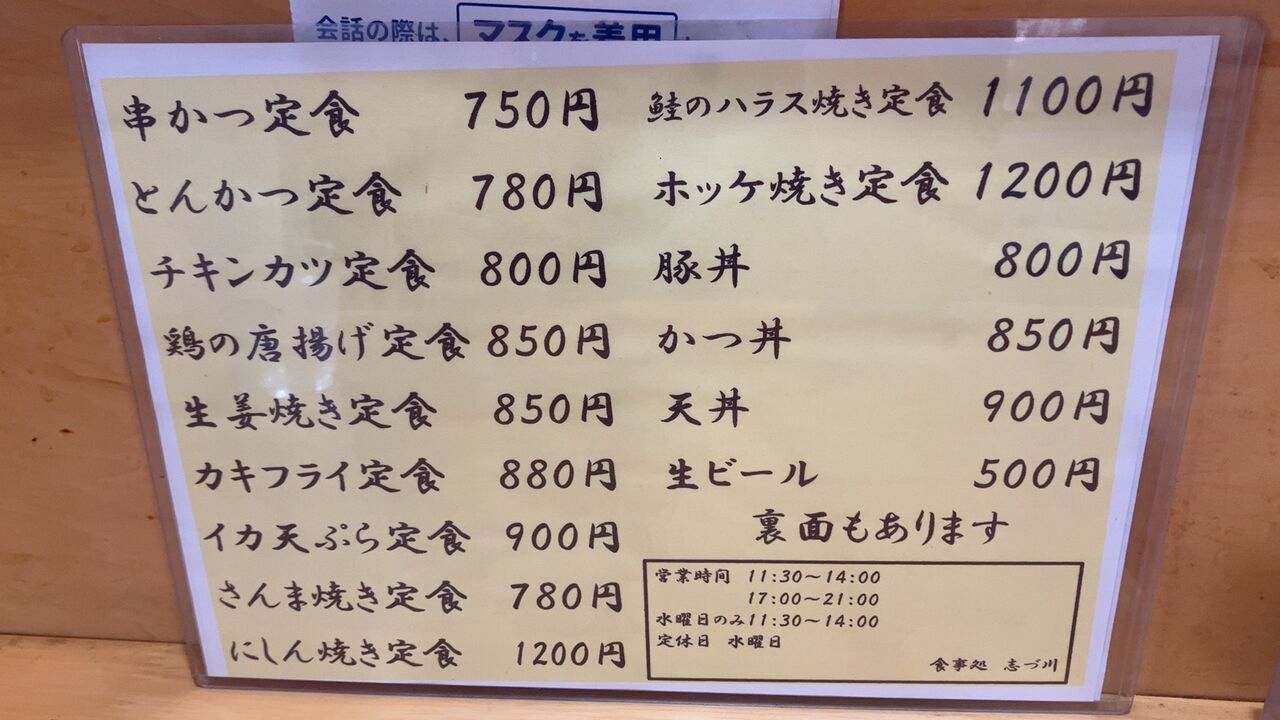 会話の際は、マスクを着用
串かつ定食 750円
とんかつ定食 780円
チキンカツ定食 800円
鶏の唐揚げ定食 850円
生姜焼き定食 850円
カキフライ定食 880円
イカ天ぷら定食 900円
さんま焼き定食 780円
にしん焼き定食 1200円
鮭のハラス焼き定食 1100円
ホッケ焼き定食 1200円
豚丼 800円
かつ丼 850円
天丼 900円
生ビール 500円
裏面もあります
営業時間 11:30～14:00
17:00～21:00
水曜日のみ11:30～14:00
定休日 水曜日
食事処 志づ川